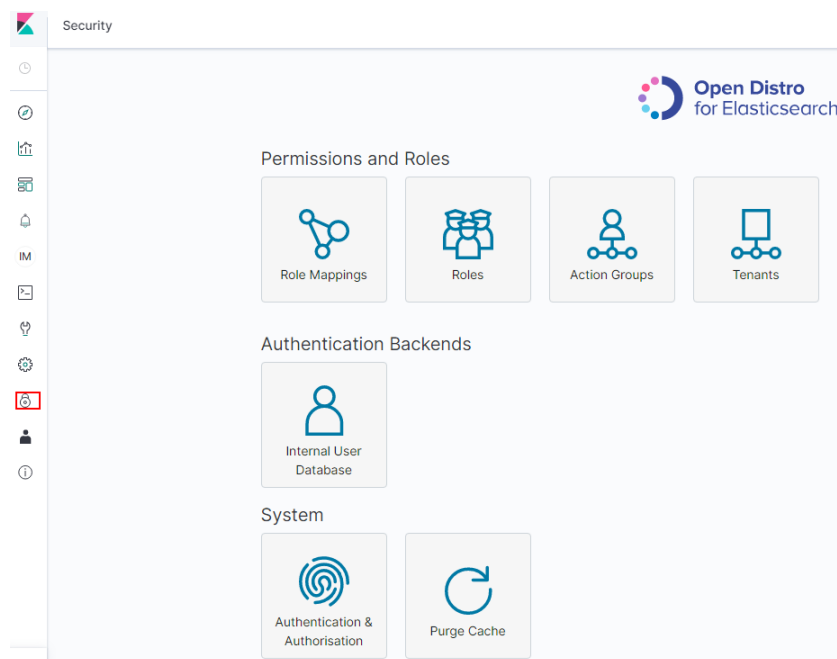 Security
Open Distro
for Elasticsearch
Permissions and Roles
Role Mappings
Roles
Action Groups
Tenants
IM
Authentication Backends
Internal User
Database
System
Authentication &
Authorisation
Purge Cache